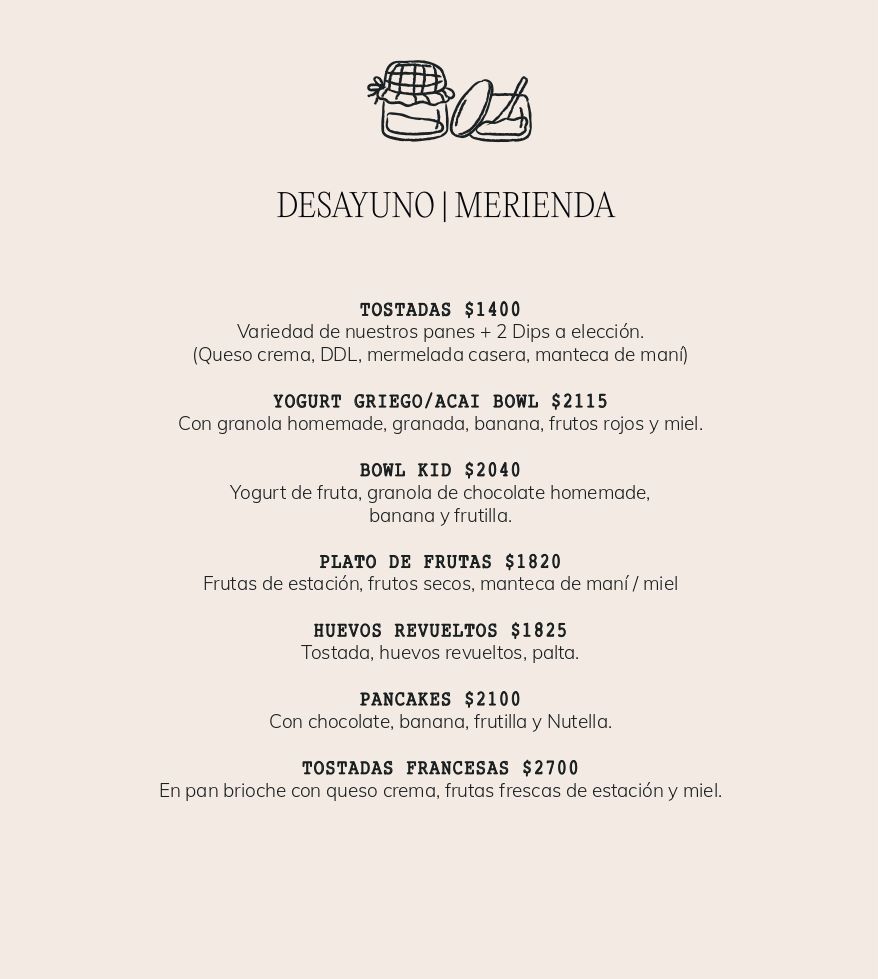 DESAYUNO | MERIENDA
TOSTADAS $1400
Variedad de nuestros panes + 2 Dips a elección.
(Queso crema, DDL, mermelada casera, manteca de maní)
YOGURT GRIEGO/ACAI BOWL $2115
Con granola homemade, granada, banana, frutos rojos y miel.
BOWL KID $2040
Yogurt de fruta, granola de chocolate homemade,
banana y frutilla.
PLATO DE FRUTAS $1820
Frutas de estación, frutos secos, manteca de maní / miel
HUEVOS REVUELTOS $1825
Tostada, huevos revueltos, palta.
PANCAKES $2100
Con chocolate, banana, frutilla y Nutella.
TOSTADAS FRANCESAS $2700
En pan brioche con queso crema, frutas frescas de estación y miel.